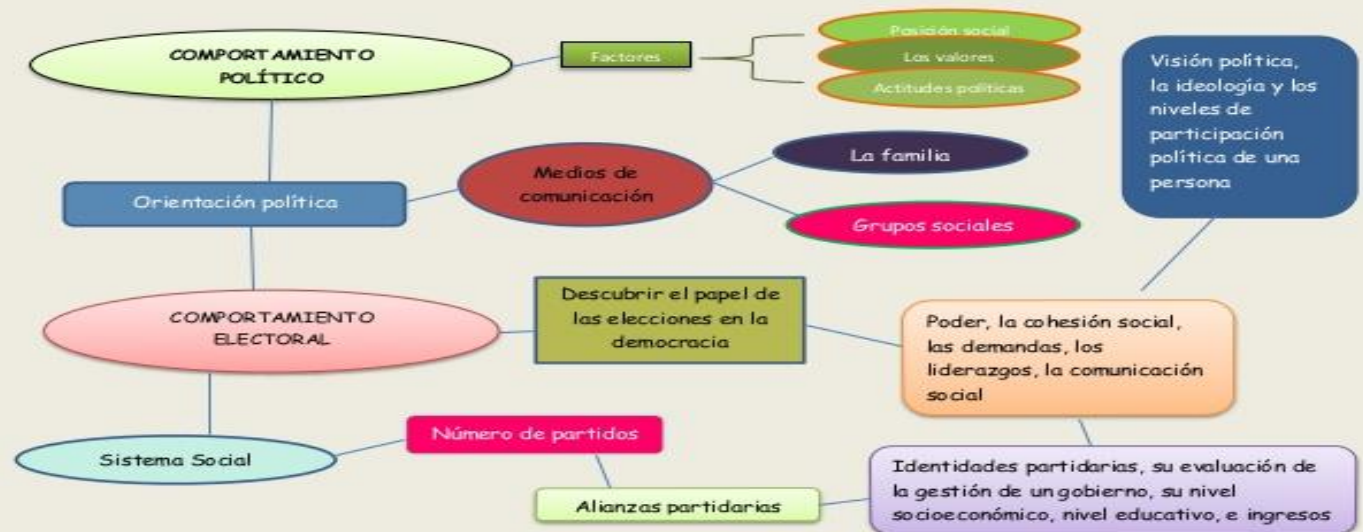 COMPORTAMIENTO
POLÍTICO
Factores
Posición social
Los valores
Actitudes políticas
Visión política,
la ideología y los
niveles de
participación
política de una
persona
Orientación política
Medios de
comunicación
La familia
Grupos sociales
COMPORTAMIENTO
ELECTORAL
Descubrir el papel de
las elecciones en la
democracia
Poder, la cohesión social,
las demandas, los
liderazgos, la comunicación
social
Sistema Social
Número de partidos
Alianzas partidarias
Identidades partidarias, su evaluación de
la gestión de un gobierno, su nivel
socioeconómico, nivel educativo, e ingresos